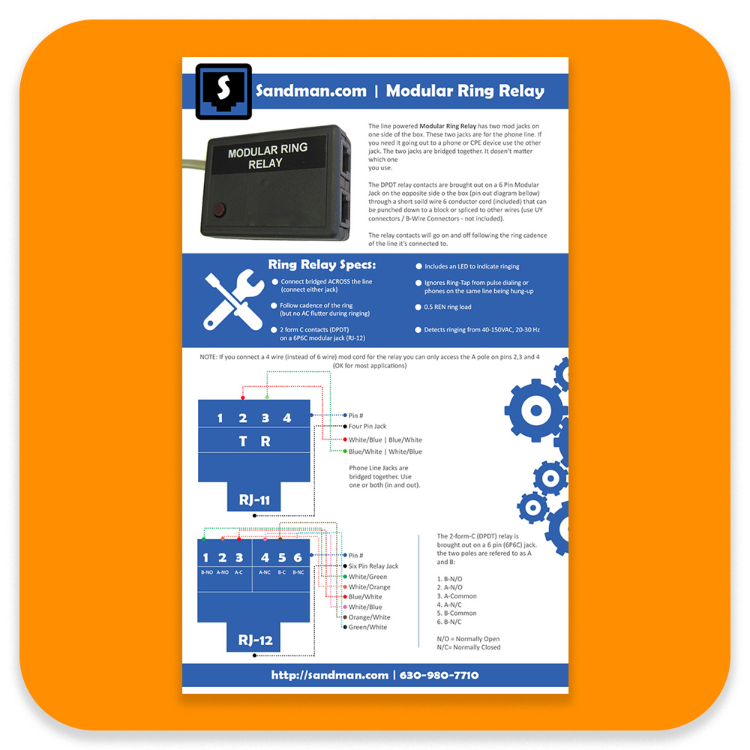 S
Sandman.com | Modular Ring Relay
MODULAR RING
RELAY
The line powered Modular Ring Relay has two mod jacks on
one side of the box. These two jacks are for the phone line. If
you need it going out to a phone or CPE device use the other
jack. The two jacks are bridged together. It dosen't matter
which one
you use.
The DPDT relay contacts are brought out on a 6 Pin Modular
Jack on the opposite side o the box (pin out diagram bellow)
through a short soild wire 6 conductor cord (included) that can
be punched down to a block or spliced to other wires (use UY
connectors / B-Wire Connectors - not included).
The relay contacts will go on and off following the ring cadence
of the line it's connected to.
Ring Relay Specs:
Connect bridged ACROSS the line
(connect either jack)
Follow cadence of the ring
(but no AC flutter during ringing)
2 form C contacts (DPDT)
on a 6P6C modular jack (RJ-12)
Includes an LED to indicate ringing
Ignores Ring-Tap from pulse dialing or
phones on the same line being hung-up
0.5 REN ring load
Detects ringing from 40-150VAC, 20-30 Hz
NOTE: If you connect a 4 wire (instead of 6 wire) mod cord for the relay you can only access the A pole on pins 2,3 and 4
(OK for most applications)
1 2 3 4
T R
RJ-11
Pin #
Four Pin Jack
White/Blue | Blue/White
Blue/White | White/Blue
Phone Line Jacks are
bridged together. Use
one or both (in and out).
1 2 3 4 5 6
B-NO A-NO A-C A-NC B-C B-NC
RJ-12
Pin #
Six Pin Relay Jack
White/Green
White/Orange
Blue/White
White/Blue
Orange/White
Green/White
The 2-form-C (DPDT) relay is
brought out on a 6 pin (6P6C) jack.
the two poles are refered to as A
and B:
1. B-N/O
2. A-N/O
3. A-Common
4. A-N/C
5. B-Common
6. B-N/C
N/O = Normally Open
N/C= Normally Closed
http://sandman.com | 630-980-7710